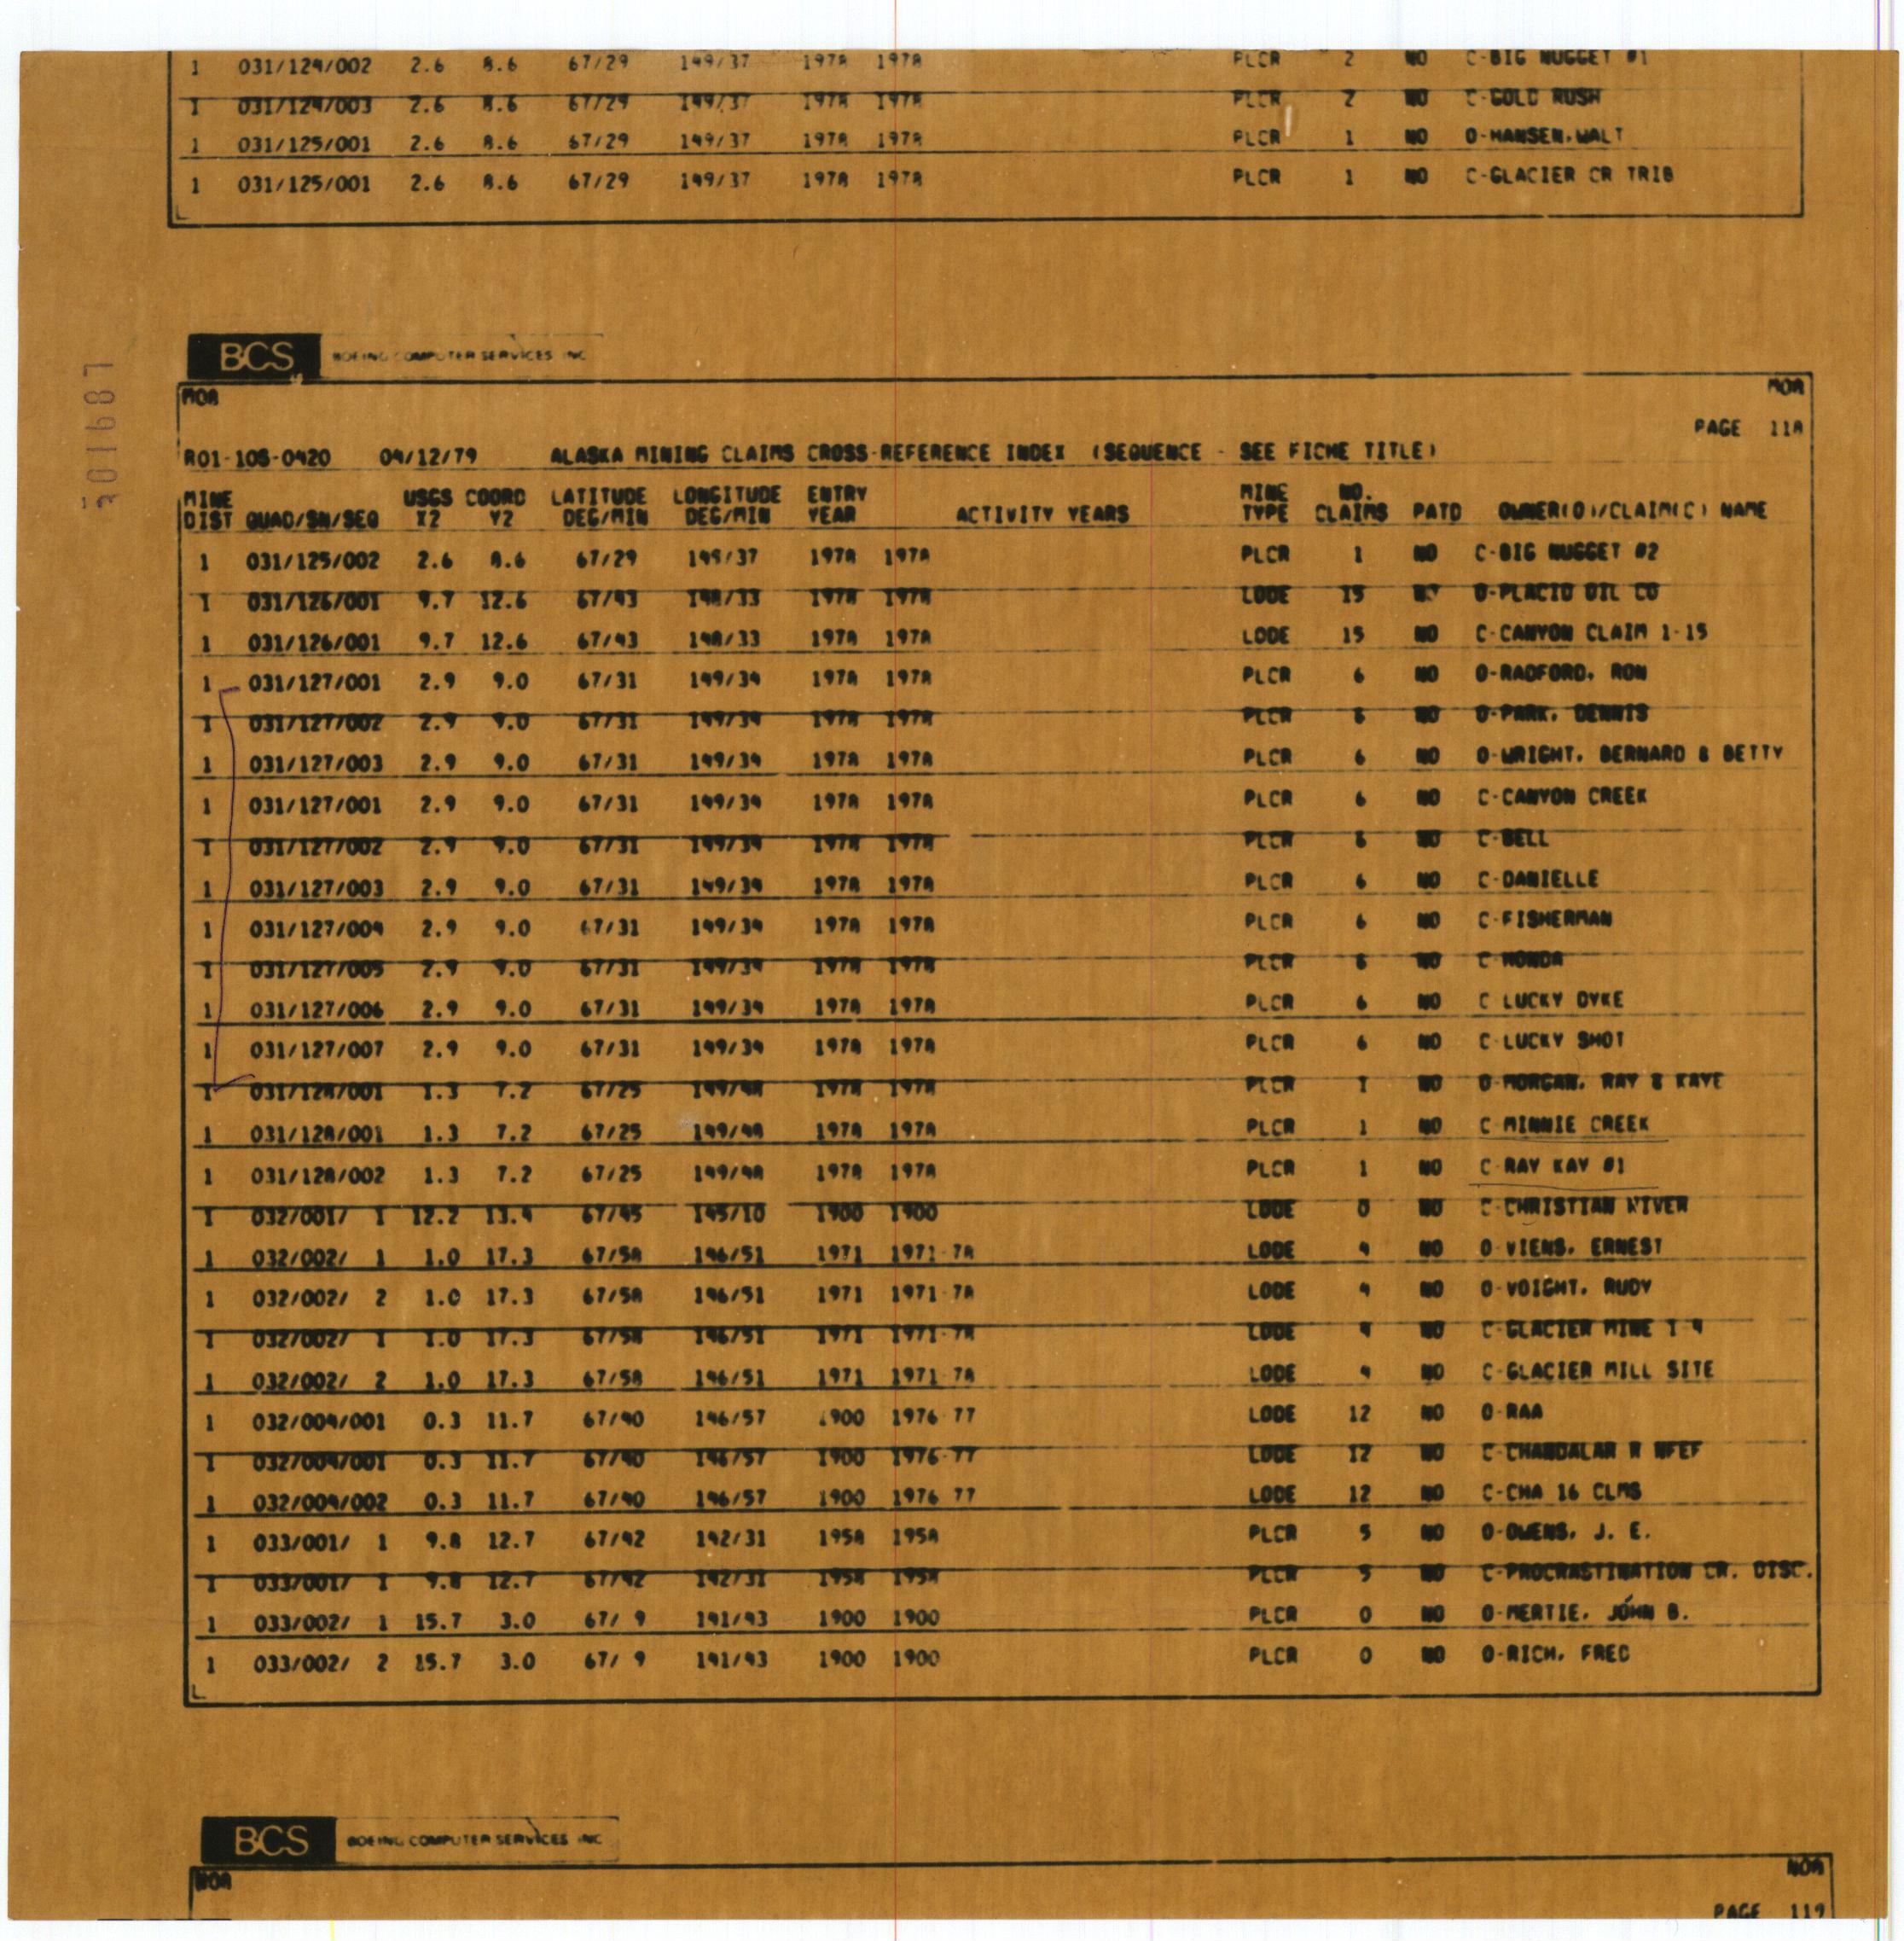 1 031/124/002 2.6 8.6 67/29 149/37 1978 1978 PLCR 2 NO C-BIG NUGGET #1
1 031/124/003 2.6 8.6 67/29 149/37 1978 1978 PLCR 2 NO C-GOLD RUSH
1 031/125/001 2.6 8.6 67/29 149/37 1978 1978 PLCR 1 NO O-HANSEN,WALT
1 031/125/001 2.6 8.6 67/29 149/37 1978 1978 PLCR 1 NO C-GLACIER CR TRIB
BCS BOEING COMPUTER SERVICES INC
301687
PAGE 118
R01-105-0420 04/12/79 ALASKA MINING CLAIMS CROSS-REFERENCE INDEX (SEQUENCE - SEE FICHE TITLE)
MINE USGS COORD LATITUDE LONGITUDE ENTRY MINE NO.
DIST QUAD/SN/SEQ X2 Y2 DEG/MIN DEG/MIN YEAR ACTIVITY YEARS TYPE CLAIMS PATD OWNER(O)/CLAIM(C) NAME
1 031/125/002 2.6 8.6 67/29 149/37 1978 1978 PLCR 1 NO C-BIG NUGGET #2
1 031/126/001 9.7 12.6 67/43 148/33 1978 1978 LODE 15 NO O-PLACID OIL CO
1 031/126/001 9.7 12.6 67/43 148/33 1978 1978 LODE 15 NO C-CANYON CLAIM 1-15
1 031/127/001 2.9 9.0 67/31 149/34 1978 1978 PLCR 6 NO O-RADFORD, RON
1 031/127/002 2.9 9.0 67/31 149/34 1978 1978 PLCR 6 NO O-PARK, DENNIS
1 031/127/003 2.9 9.0 67/31 149/34 1978 1978 PLCR 6 NO O-WRIGHT, BERNARD & BETTY
1 031/127/001 2.9 9.0 67/31 149/34 1978 1978 PLCR 6 NO C-CANYON CREEK
1 031/127/002 2.9 9.0 67/31 149/34 1978 1978 PLCR 6 NO C-BELL
1 031/127/003 2.9 9.0 67/31 149/34 1978 1978 PLCR 6 NO C-DANIELLE
1 031/127/004 2.9 9.0 67/31 149/34 1978 1978 PLCR 6 NO C-FISHERMAN
1 031/127/005 2.9 9.0 67/31 149/34 1978 1978 PLCR 6 NO C HONDA
1 031/127/006 2.9 9.0 67/31 149/34 1978 1978 PLCR 6 NO C LUCKY DYKE
1 031/127/007 2.9 9.0 67/31 149/34 1978 1978 PLCR 6 NO C-LUCKY SHOT
1 031/128/001 1.3 7.2 67/25 149/48 1978 1978 PLCR 1 NO O-MORGAN, RAY & KAYE
1 031/128/001 1.3 7.2 67/25 149/48 1978 1978 PLCR 1 NO C-MINNIE CREEK
1 031/128/002 1.3 7.2 67/25 149/48 1978 1978 PLCR 1 NO C-RAY KAY #1
1 032/001/ 1 12.2 13.4 67/45 145/10 1900 1900 LODE 0 NO C-CHRISTIAN RIVER
1 032/002/ 1 1.0 17.3 67/58 146/51 1971 1971-78 LODE 4 NO O-VIENS, ERNEST
1 032/002/ 2 1.0 17.3 67/58 146/51 1971 1971-78 LODE 4 NO O-VOIGHT, RUDY
1 032/002/ 1 1.0 17.3 67/58 146/51 1971 1971-78 LODE 4 NO C-GLACIER MINE 1-4
1 032/002/ 2 1.0 17.3 67/58 146/51 1971 1971-78 LODE 4 NO C-GLACIER MILL SITE
1 032/004/001 0.3 11.7 67/40 146/57 1900 1976-77 LODE 12 NO O-RAA
1 032/004/001 0.3 11.7 67/40 146/57 1900 1976-77 LODE 12 NO C-CHANDALAR R
1 032/004/002 0.3 11.7 67/40 146/57 1900 1976-77 LODE 12 NO C-CHA 16 CLMS
1 033/001/ 1 9.8 12.7 67/42 142/31 1958 1958 PLCR 5 NO O-OWENS, J. E.
1 033/001/ 1 9.8 12.7 67/42 142/31 1958 1958 PLCR 5 NO C-PROCRASTINATION CR. DISC.
1 033/002/ 1 15.7 3.0 67/ 9 141/43 1900 1900 PLCR 0 NO O-MERTIE, JOHN B.
1 033/002/ 2 15.7 3.0 67/ 9 141/43 1900 1900 PLCR 0 NO O-RICH, FRED
BCS BOEING COMPUTER SERVICES INC
PAGE 119